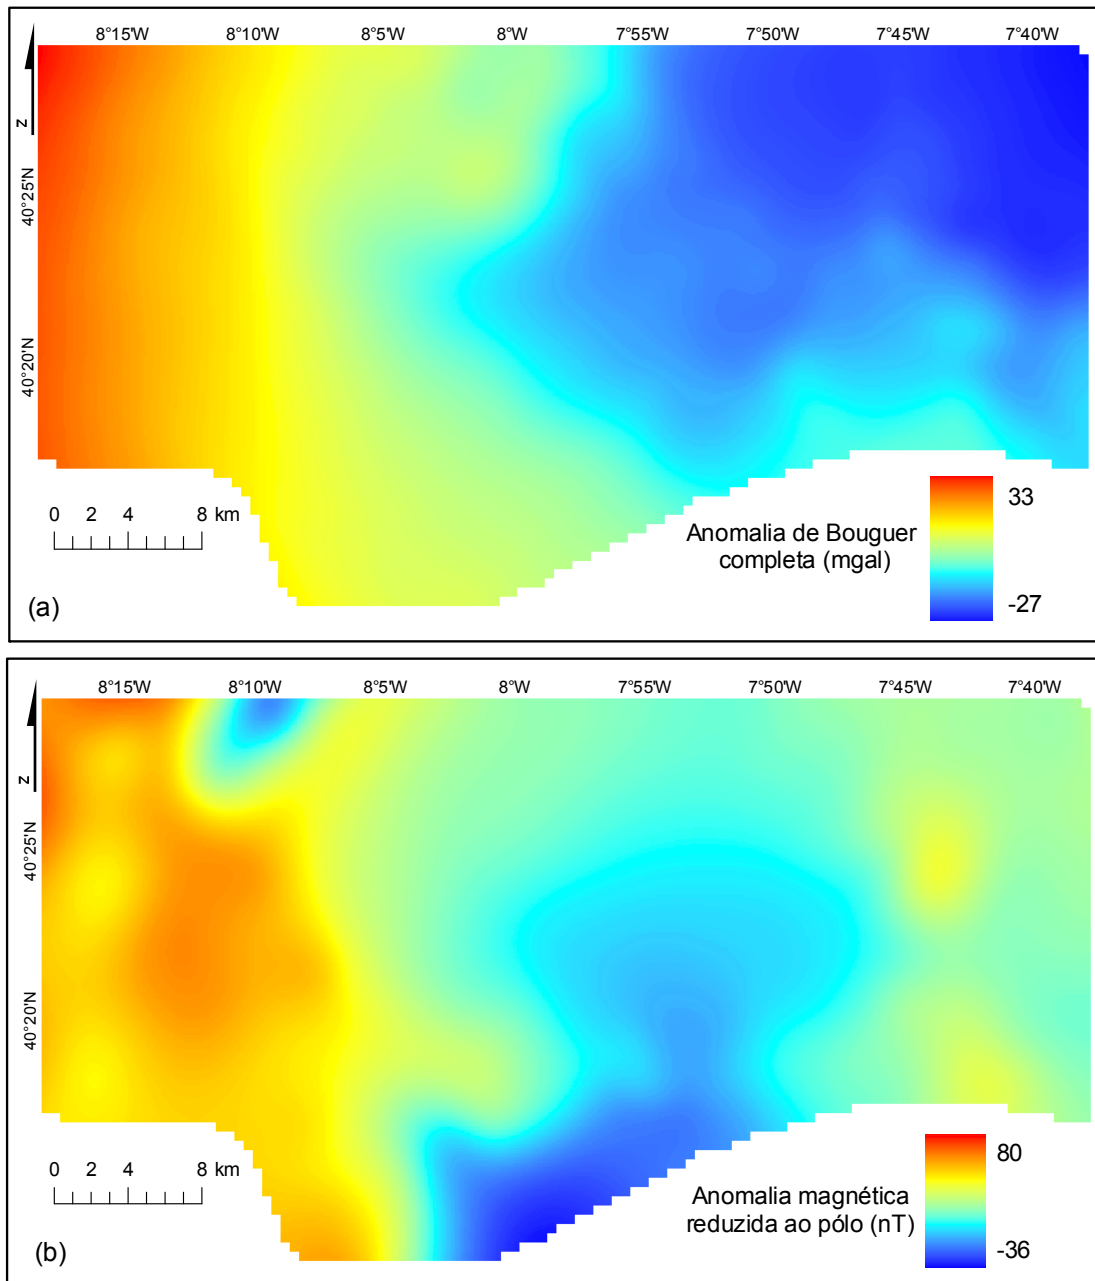 8°15'W 8°10'W 8°5'W 8°W 7°55'W 7°50'W 7°45'W 7°40'W
N
40°25'N
40°20'N
0 2 4 8 km
Anomalia de Bouguer
completa (mgal)
33
-27
(a)
8°15'W 8°10'W 8°5'W 8°W 7°55'W 7°50'W 7°45'W 7°40'W
N
40°25'N
40°20'N
0 2 4 8 km
Anomalia magnética
reduzida ao pólo (nT)
80
-36
(b)